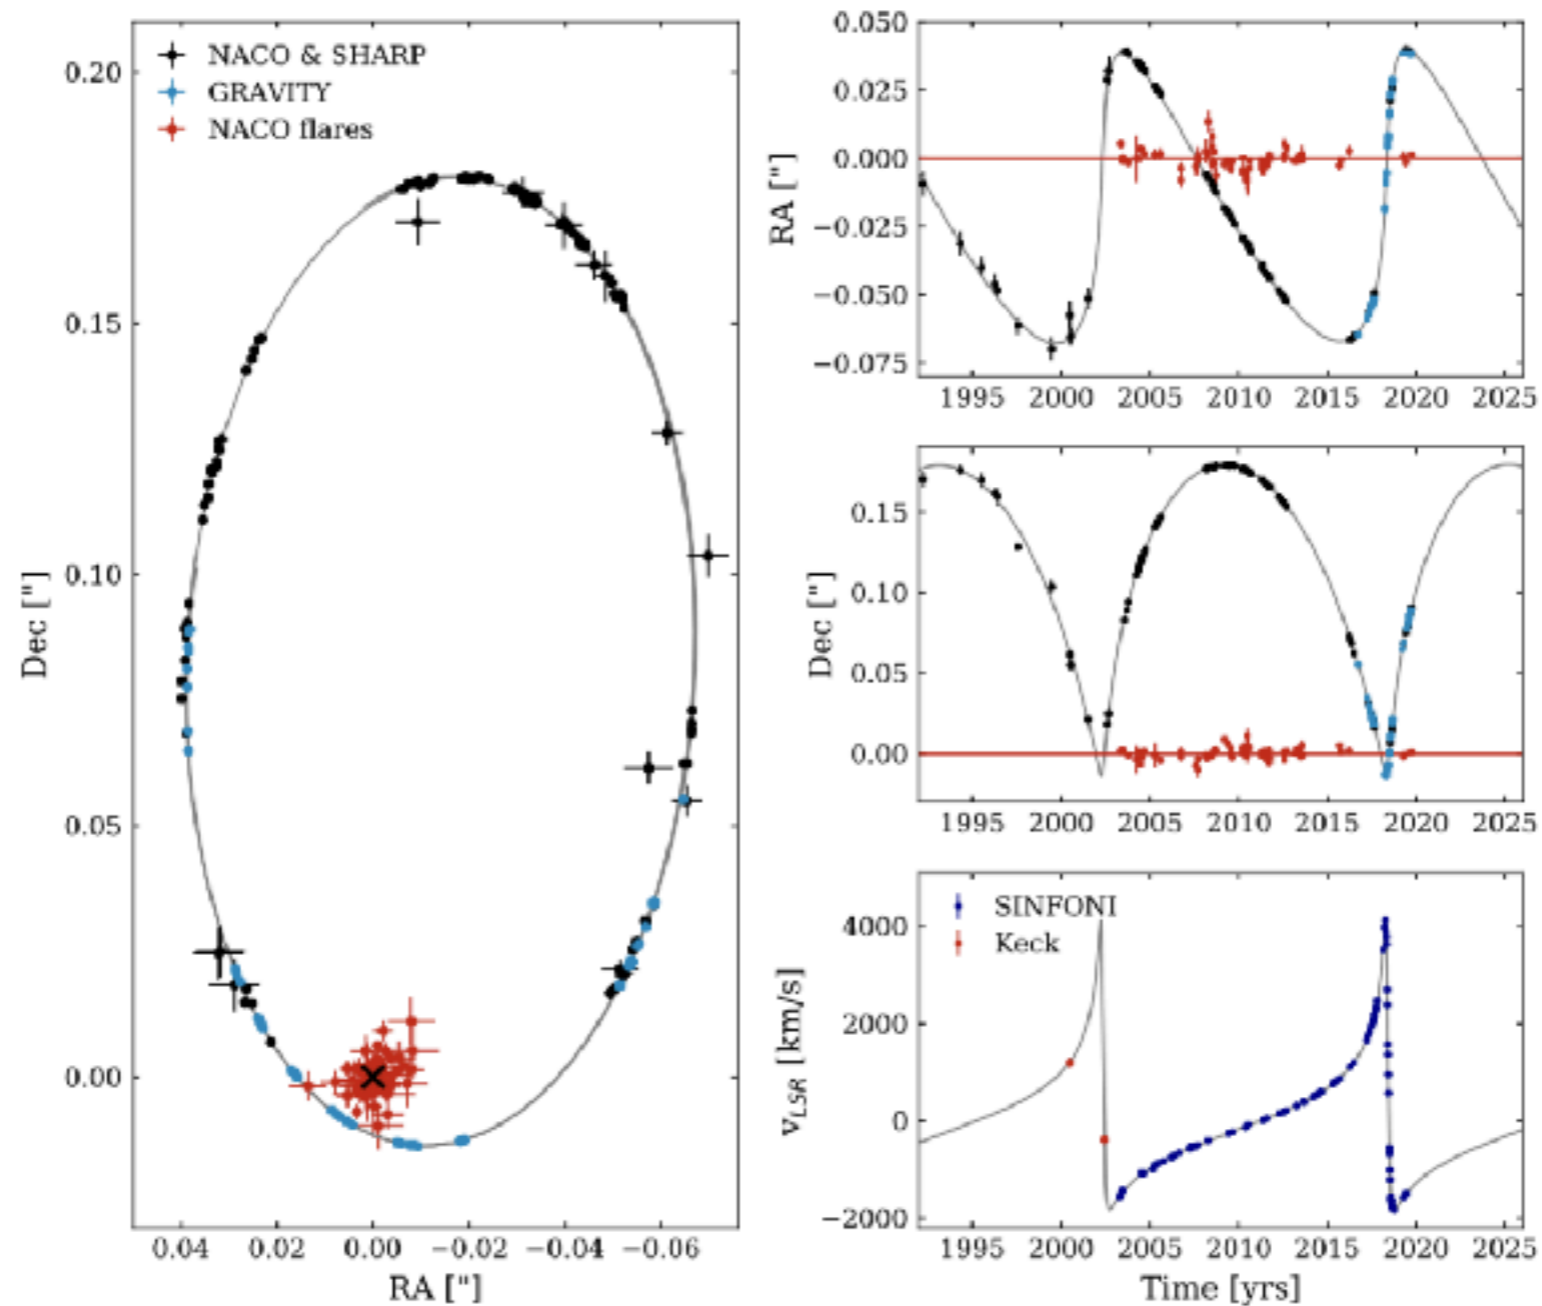 NACO & SHARP
GRAVITY
NACO flares
0.20
0.15
0.10
0.05
0.00
Dec ["]
0.04 0.02 0.00 −0.02 −0.04 −0.06
RA ["]
0.050
0.025
0.000
−0.025
−0.050
−0.075
RA ["]
1995 2000 2005 2010 2015 2020 2025
0.15
0.10
0.05
0.00
Dec ["]
1995 2000 2005 2010 2015 2020 2025
SINFONI
Keck
4000
2000
0
−2000
vLSR [km/s]
1995 2000 2005 2010 2015 2020 2025
Time [yrs]